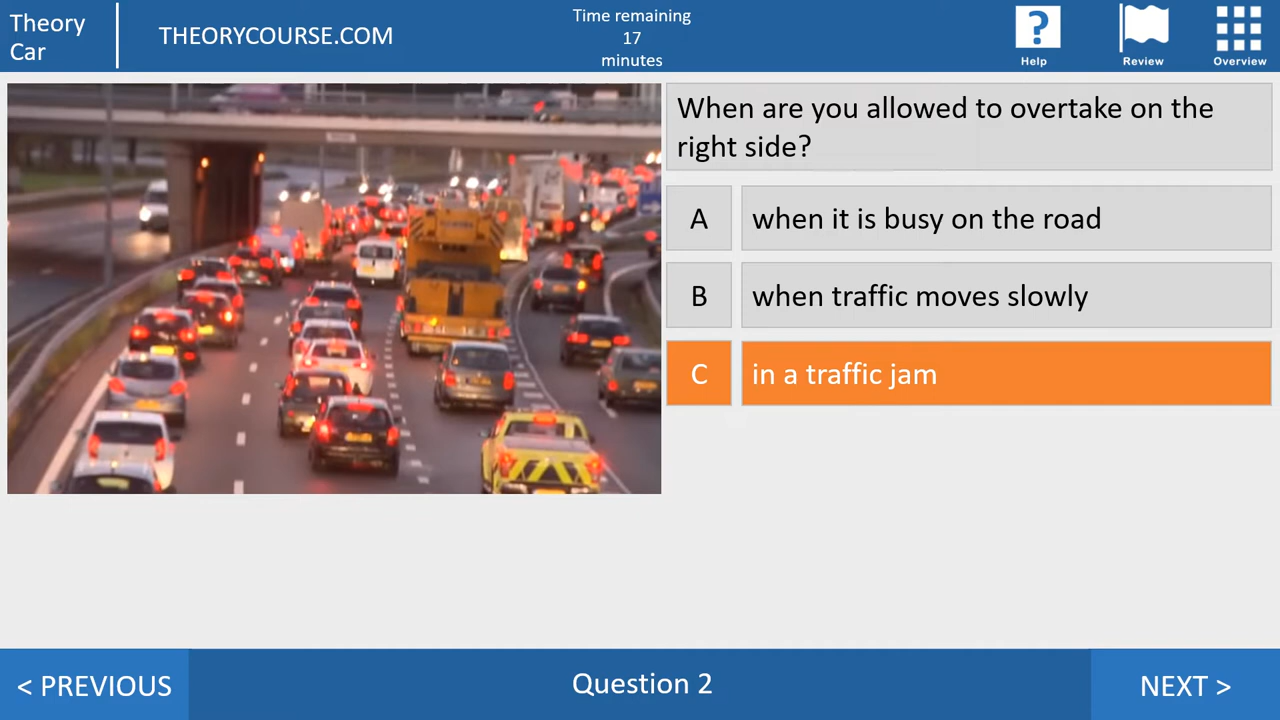 Theory
Car
THEORYCOURSE.COM
Time remaining
17
minutes
?
Help
Review
Overview
When are you allowed to overtake on the
right side?
A
when it is busy on the road
B
when traffic moves slowly
C
in a traffic jam
< PREVIOUS
Question 2
NEXT >